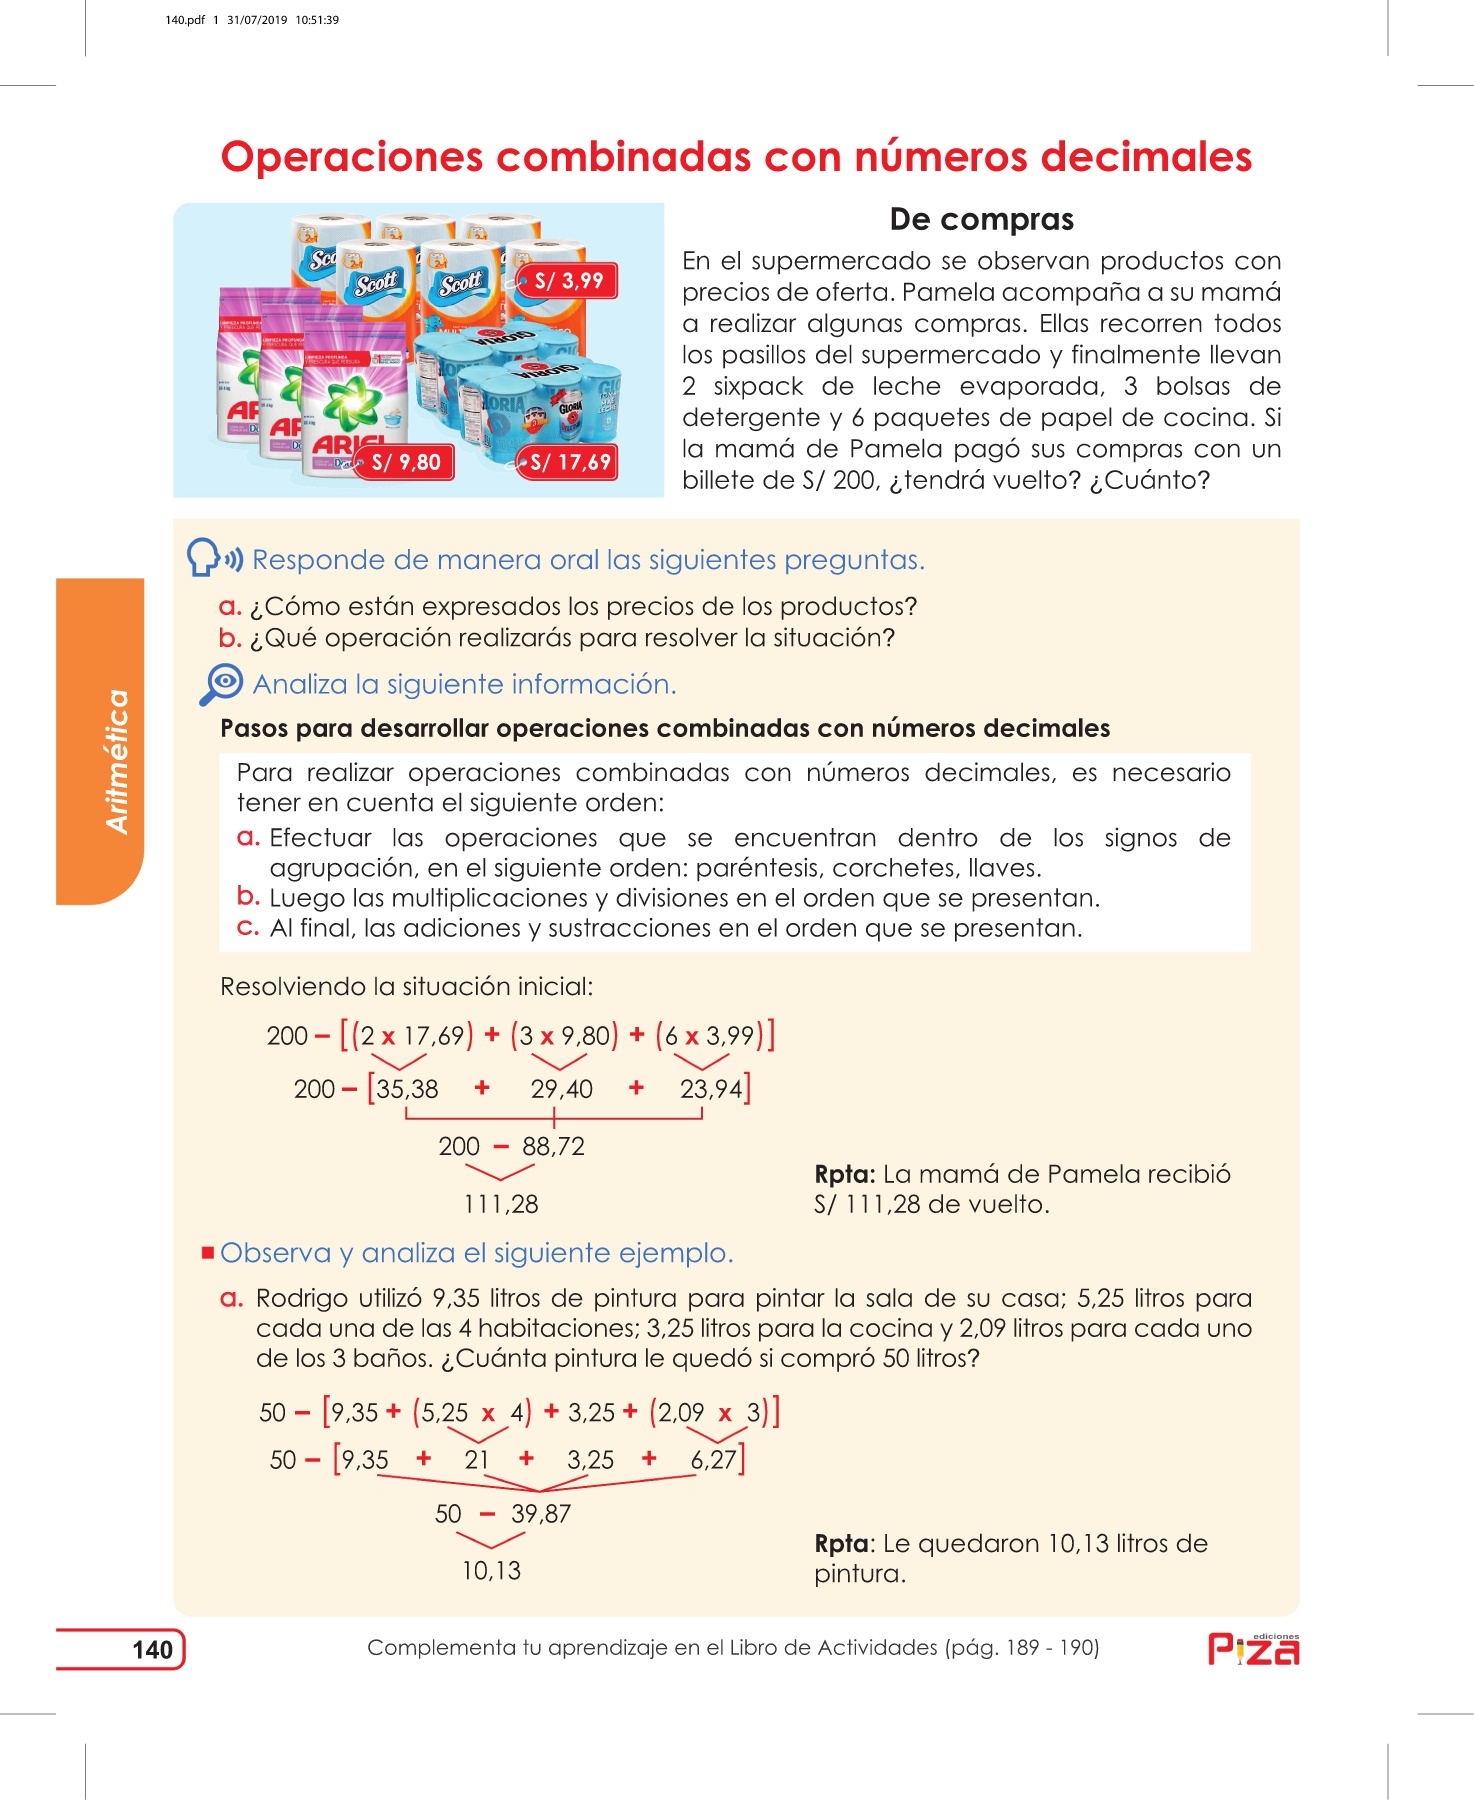 140.pdf 1 31/07/2019 10:51:39
Operaciones combinadas con números decimales
Scott
Scott
S/ 3,99
GLORIA
GLORIA
GLORIA
ARIEL
S/ 9,80
S/ 17,69
De compras
En el supermercado se observan productos con
precios de oferta. Pamela acompaña a su mamá
a realizar algunas compras. Ellas recorren todos
los pasillos del supermercado y finalmente llevan
2 sixpack de leche evaporada, 3 bolsas de
detergente y 6 paquetes de papel de cocina. Si
la mamá de Pamela pagó sus compras con un
billete de S/ 200, ¿tendrá vuelto? ¿Cuánto?
Responde de manera oral las siguientes preguntas.
a. ¿Cómo están expresados los precios de los productos?
b. ¿Qué operación realizarás para resolver la situación?
Analiza la siguiente información.
Pasos para desarrollar operaciones combinadas con números decimales
Para realizar operaciones combinadas con números decimales, es necesario
tener en cuenta el siguiente orden:
a. Efectuar las operaciones que se encuentran dentro de los signos de
agrupación, en el siguiente orden: paréntesis, corchetes, llaves.
b. Luego las multiplicaciones y divisiones en el orden que se presentan.
c. Al final, las adiciones y sustracciones en el orden que se presentan.
Aritmética
Resolviendo la situación inicial:
200 – [(2 x 17,69) + (3 x 9,80) + (6 x 3,99)]
200 – [35,38 + 29,40 + 23,94]
200 – 88,72
111,28
Rpta: La mamá de Pamela recibió
S/ 111,28 de vuelto.
Observa y analiza el siguiente ejemplo.
a. Rodrigo utilizó 9,35 litros de pintura para pintar la sala de su casa; 5,25 litros para
cada una de las 4 habitaciones; 3,25 litros para la cocina y 2,09 litros para cada uno
de los 3 baños. ¿Cuánta pintura le quedó si compró 50 litros?
50 – [9,35 + (5,25 x 4) + 3,25 + (2,09 x 3)]
50 – [9,35 + 21 + 3,25 + 6,27]
50 – 39,87
10,13
Rpta: Le quedaron 10,13 litros de
pintura.
140
Complementa tu aprendizaje en el Libro de Actividades (pág. 189 - 190)
ediciones
Piza